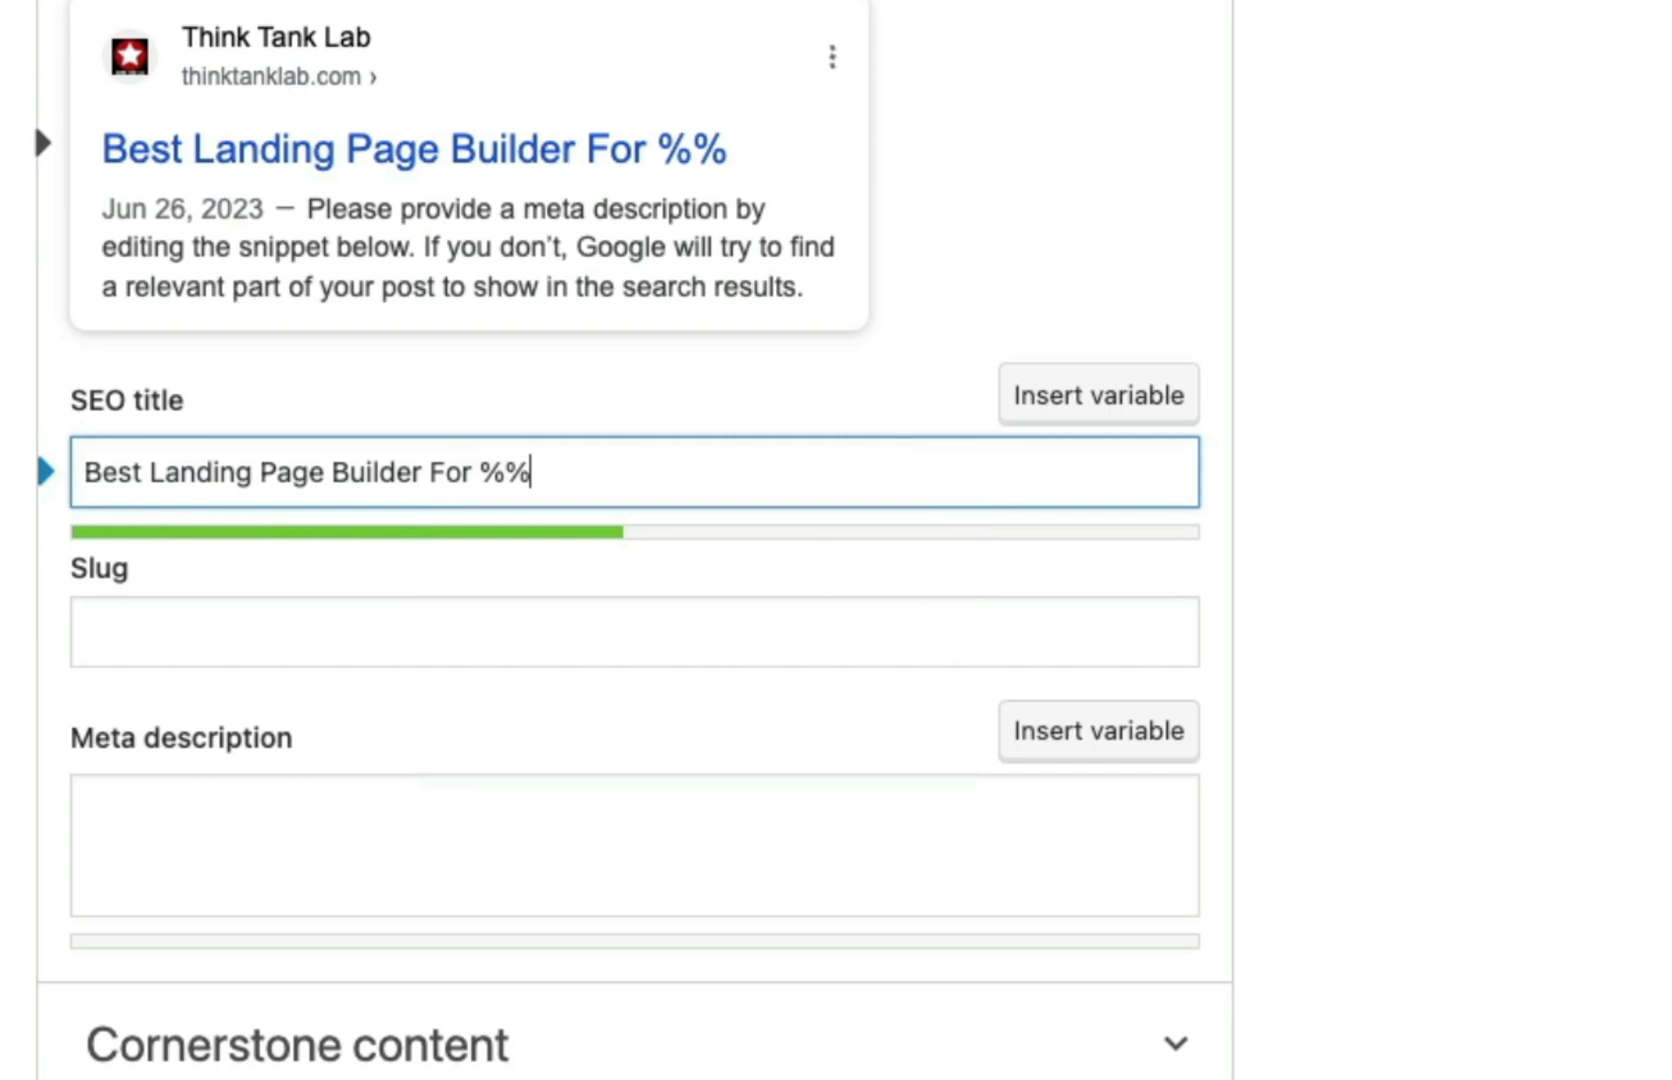 Think Tank Lab
thinktanklab.com ›
Best Landing Page Builder For %%
Jun 26, 2023 — Please provide a meta description by
editing the snippet below. If you don’t, Google will try to find
a relevant part of your post to show in the search results.
SEO title
Insert variable
Best Landing Page Builder For %%
Slug
Meta description
Insert variable
Cornerstone content